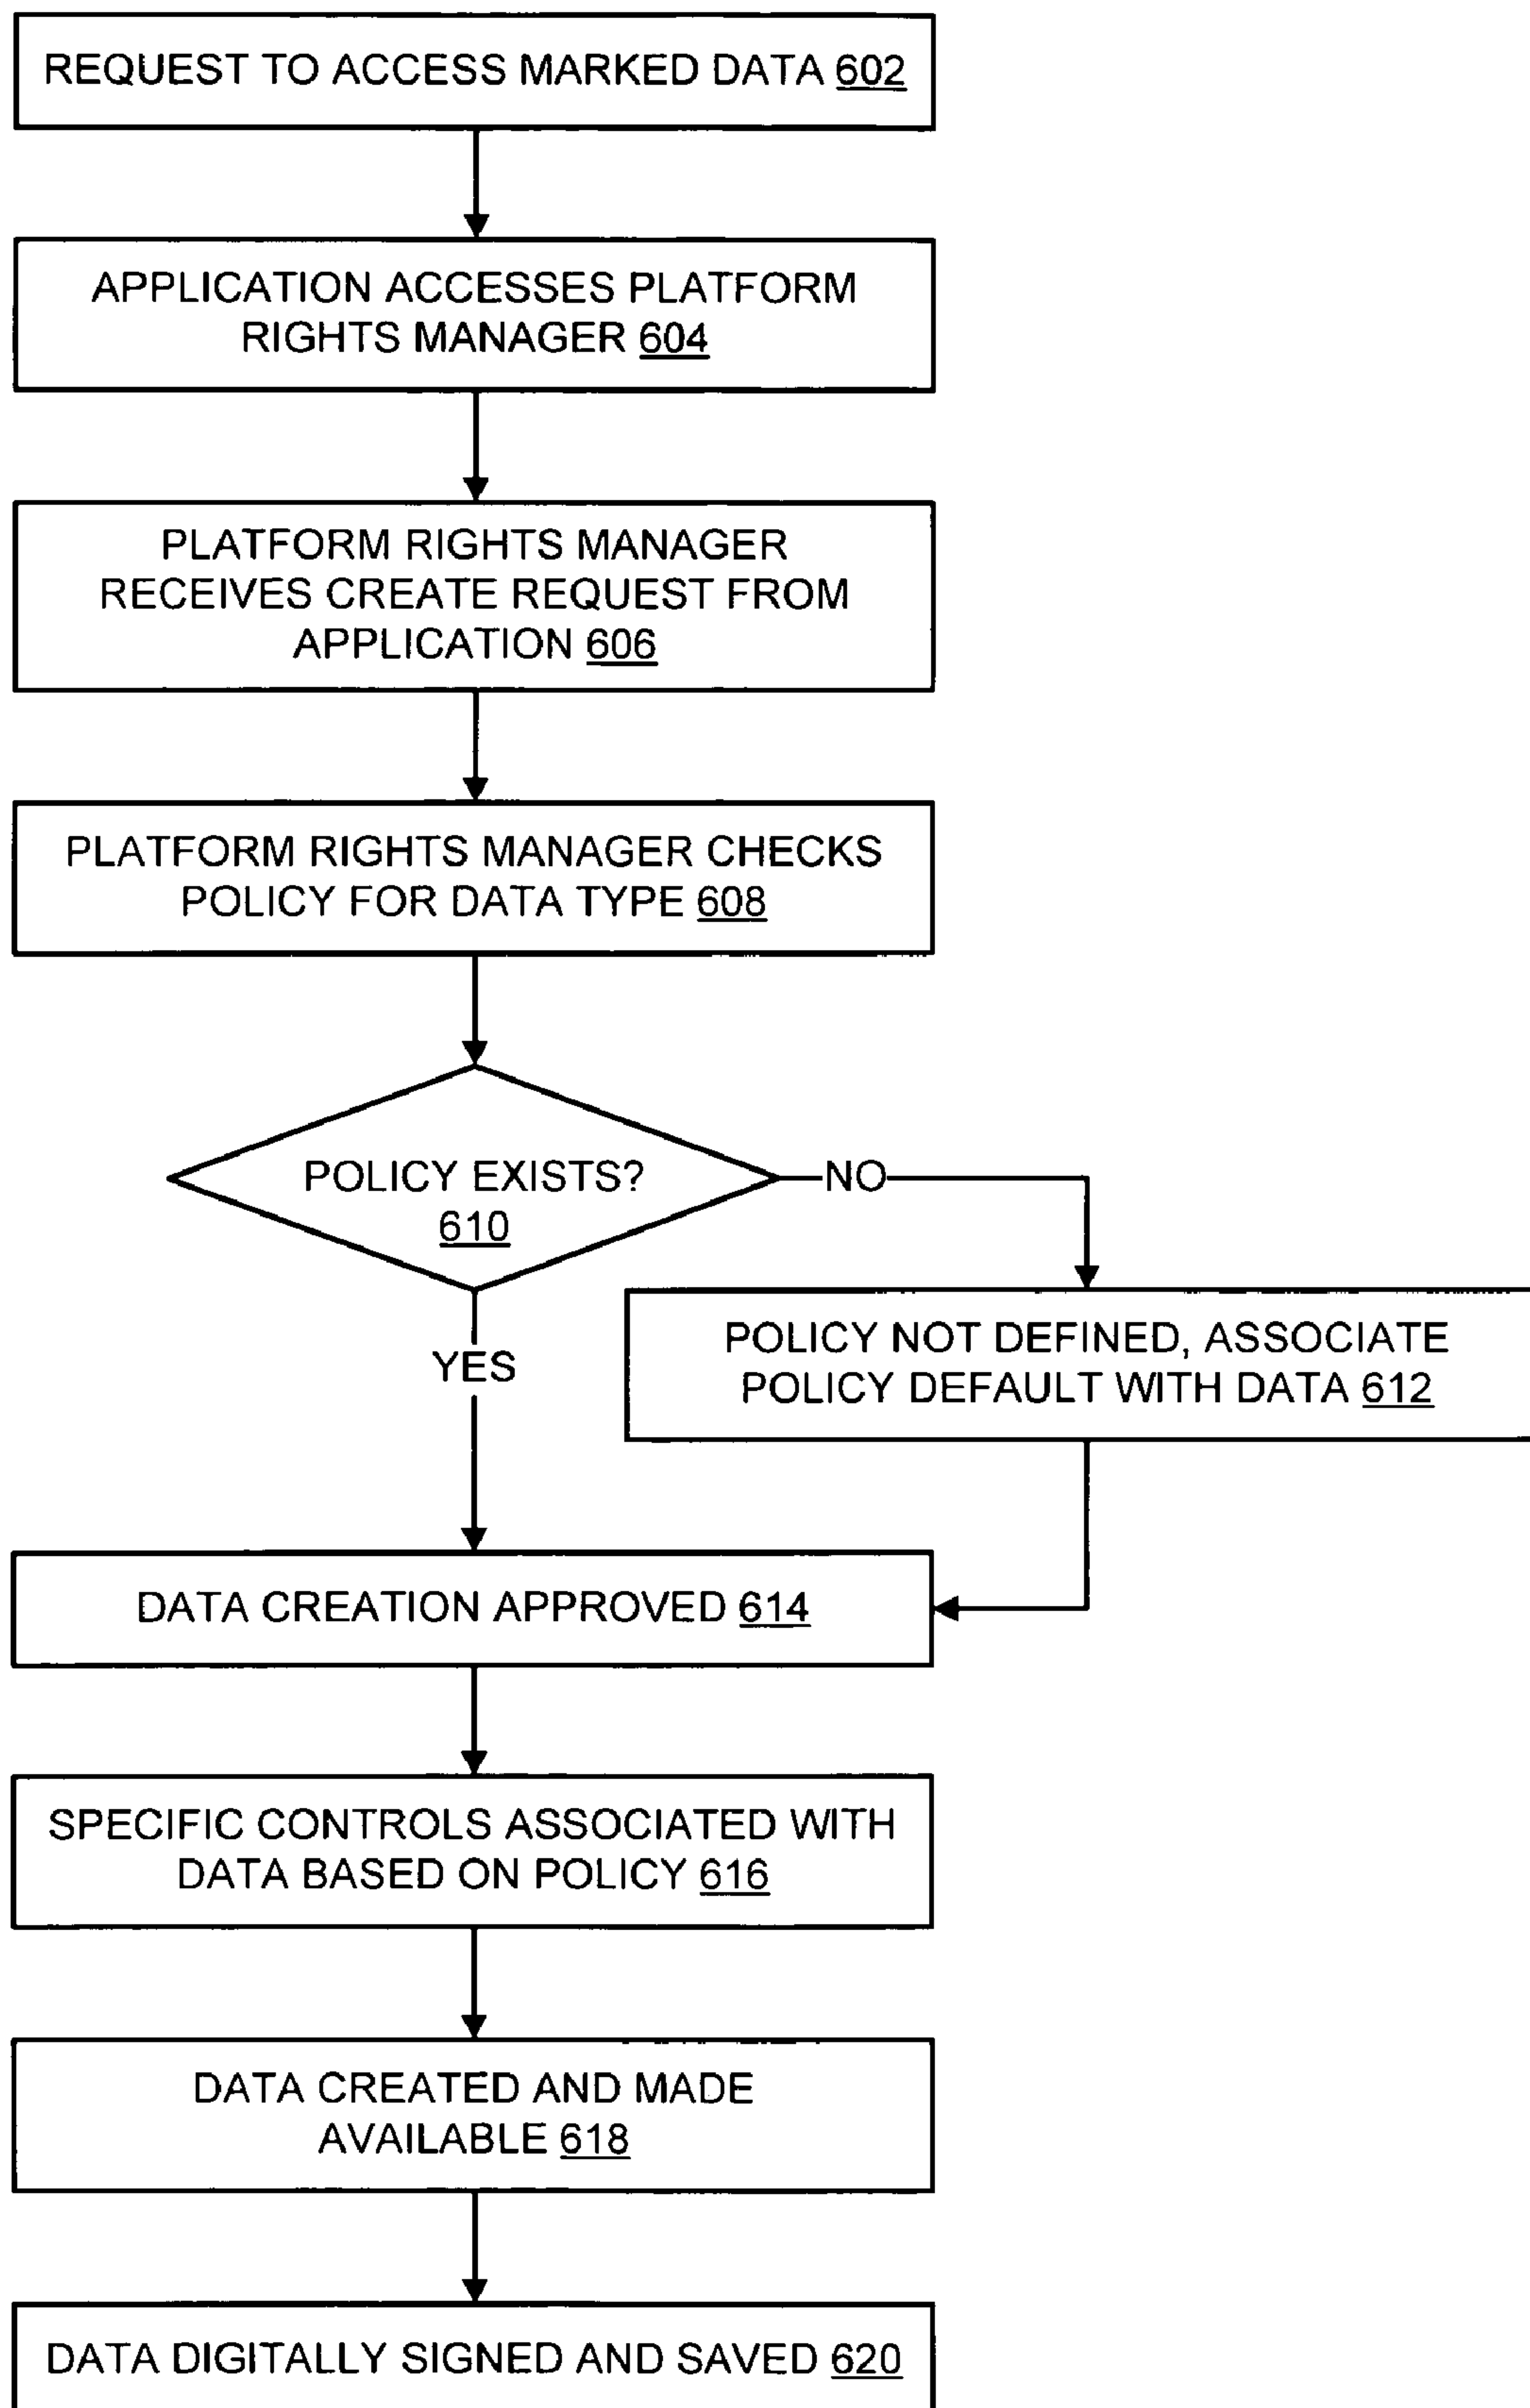 REQUEST TO ACCESS MARKED DATA 602
APPLICATION ACCESSES PLATFORM
RIGHTS MANAGER 604
PLATFORM RIGHTS MANAGER
RECEIVES CREATE REQUEST FROM
APPLICATION 606
PLATFORM RIGHTS MANAGER CHECKS
POLICY FOR DATA TYPE 608
POLICY EXISTS?
610
NO
YES
POLICY NOT DEFINED, ASSOCIATE
POLICY DEFAULT WITH DATA 612
DATA CREATION APPROVED 614
SPECIFIC CONTROLS ASSOCIATED WITH
DATA BASED ON POLICY 616
DATA CREATED AND MADE
AVAILABLE 618
DATA DIGITALLY SIGNED AND SAVED 620